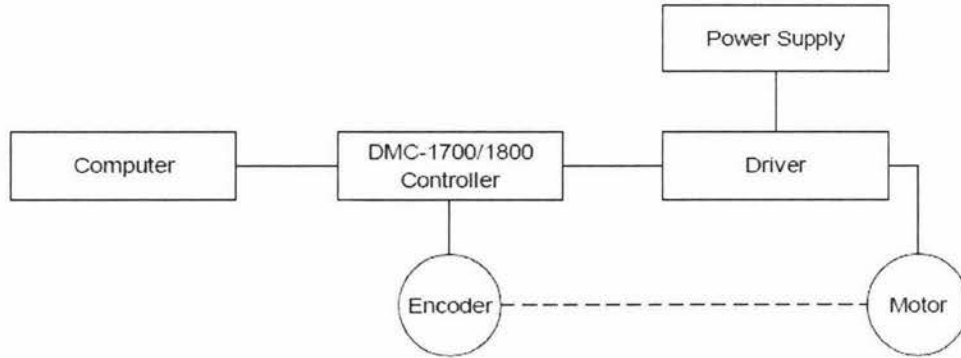 Power Supply
Computer
DMC-1700/1800
Controller
Driver
Encoder
Motor